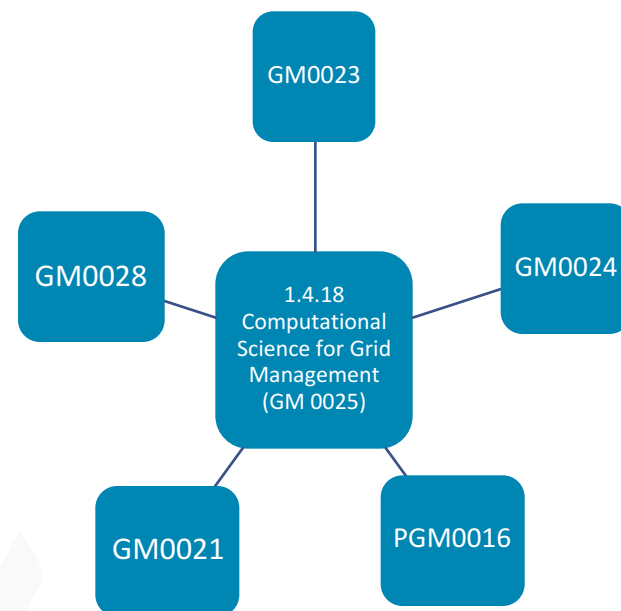 GM0023
GM0028
GM0024
1.4.18
Computational
Science for Grid
Management
(GM 0025)
GM0021
PGM0016